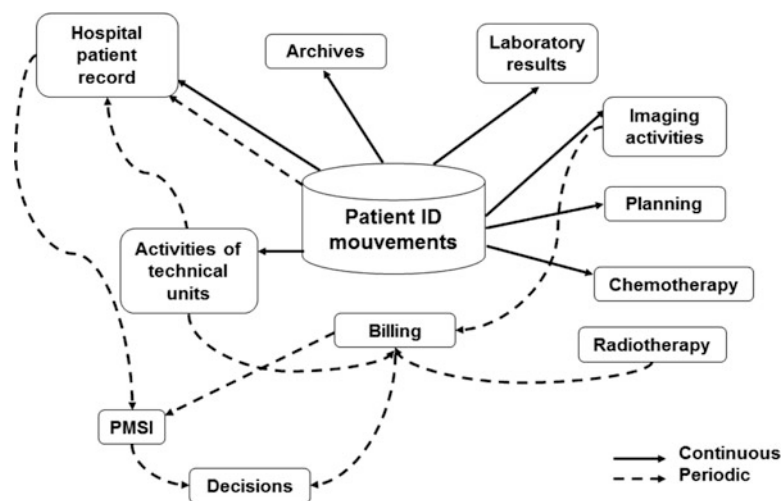 Hospital
patient
record
Archives
Laboratory
results
Imaging
activities
Patient ID
mouvements
Planning
Activities of
technical
units
Chemotherapy
Billing
Radiotherapy
PMSI
Decisions
Continuous
Periodic